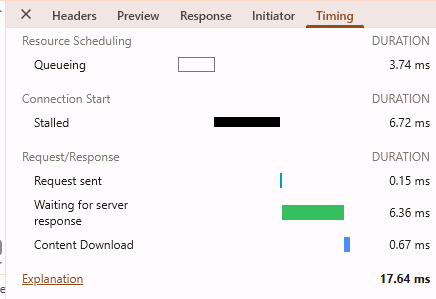 Headers Preview Response Initiator Timing
Resource Scheduling DURATION
Queueing 3.74 ms
Connection Start DURATION
Stalled 6.72 ms
Request/Response DURATION
Request sent 0.15 ms
Waiting for server
response 6.36 ms
Content Download 0.67 ms
Explanation 17.64 ms